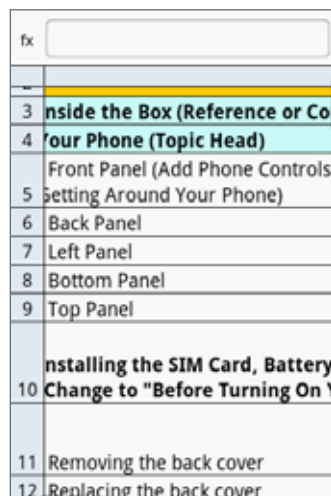 fx
3 nside the Box (Reference or Co
4 Your Phone (Topic Head)
Front Panel (Add Phone Controls
5 Getting Around Your Phone)
6 Back Panel
7 Left Panel
8 Bottom Panel
9 Top Panel
nstalling the SIM Card, Battery
10 Change to "Before Turning On Y
11 Removing the back cover
12 Replacing the back cover